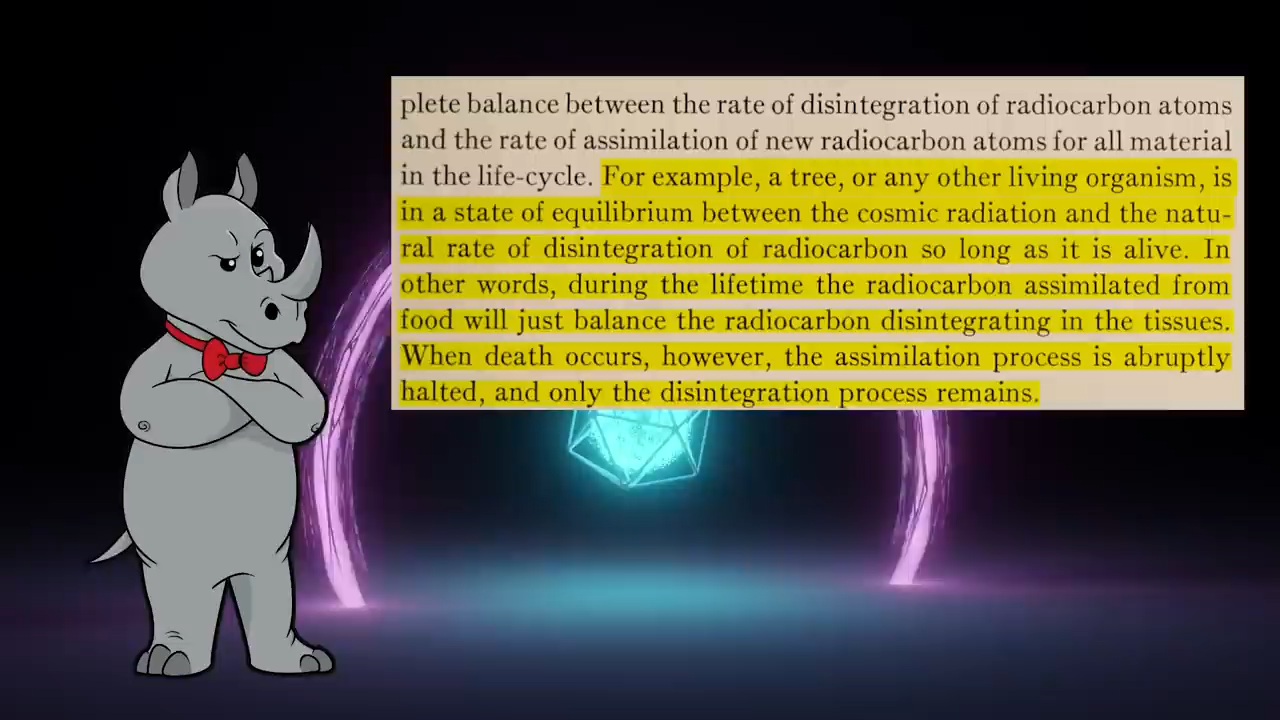 plete balance between the rate of disintegration of radiocarbon atoms
and the rate of assimilation of new radiocarbon atoms for all material
in the life-cycle. For example, a tree, or any other living organism, is
in a state of equilibrium between the cosmic radiation and the natu-
ral rate of disintegration of radiocarbon so long as it is alive. In
other words, during the lifetime the radiocarbon assimilated from
food will just balance the radiocarbon disintegrating in the tissues.
When death occurs, however, the assimilation process is abruptly
halted, and only the disintegration process remains.